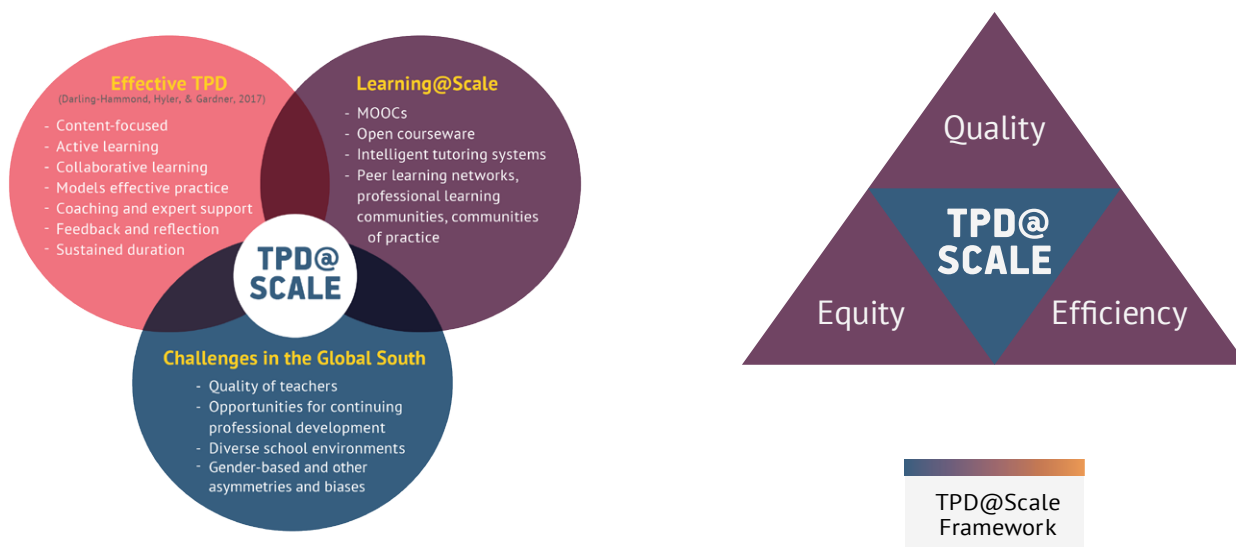 Effective TPD
(Darling-Hammond, Hyler, & Gardner, 2017)
- Content-focused
- Active learning
- Collaborative learning
- Models effective practice
- Coaching and expert support
- Feedback and reflection
- Sustained duration
Learning@Scale
- MOOCs
- Open courseware
- Intelligent tutoring systems
- Peer learning networks,
professional learning
communities, communities
of practice
TPD@
SCALE
Challenges in the Global South
- Quality of teachers
- Opportunities for continuing
professional development
- Diverse school environments
- Gender-based and other
asymmetries and biases
Quality
TPD@
SCALE
Equity
Efficiency
TPD@Scale
Framework